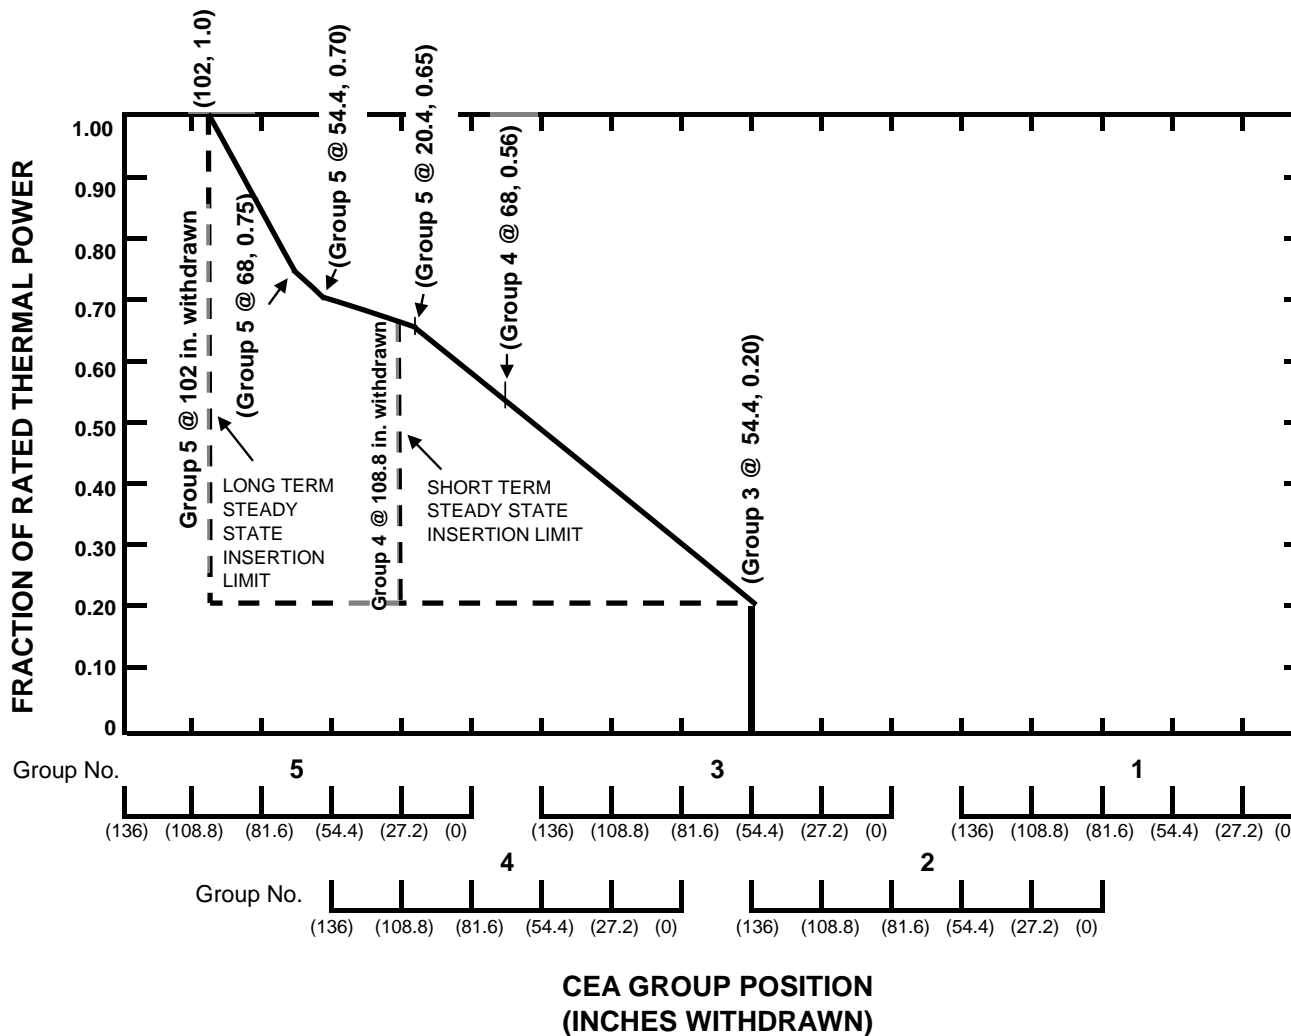 (102, 1.0)
(Group 5 @ 54.4, 0.70)
(Group 5 @ 20.4, 0.65)
(Group 4 @ 68, 0.56)
(Group 3 @ 54.4, 0.20)
(Group 5 @ 68, 0.75)
Group 5 @ 102 in. withdrawn
Group 4 @ 108.8 in. withdrawn
FRACTION OF RATED THERMAL POWER
1.00
0.90
0.80
0.70
0.60
0.50
0.40
0.30
0.20
0.10
0
LONG TERM
STEADY
STATE
INSERTION
LIMIT
SHORT TERM
STEADY STATE
INSERTION LIMIT
Group No. 5 3 1
(136) (108.8) (81.6) (54.4) (27.2) (0) (136) (108.8) (81.6) (54.4) (27.2) (0) (136) (108.8) (81.6) (54.4) (27.2) (0
4 2
Group No.
(136) (108.8) (81.6) (54.4) (27.2) (0) (136) (108.8) (81.6) (54.4) (27.2) (0)
CEA GROUP POSITION
(INCHES WITHDRAWN)